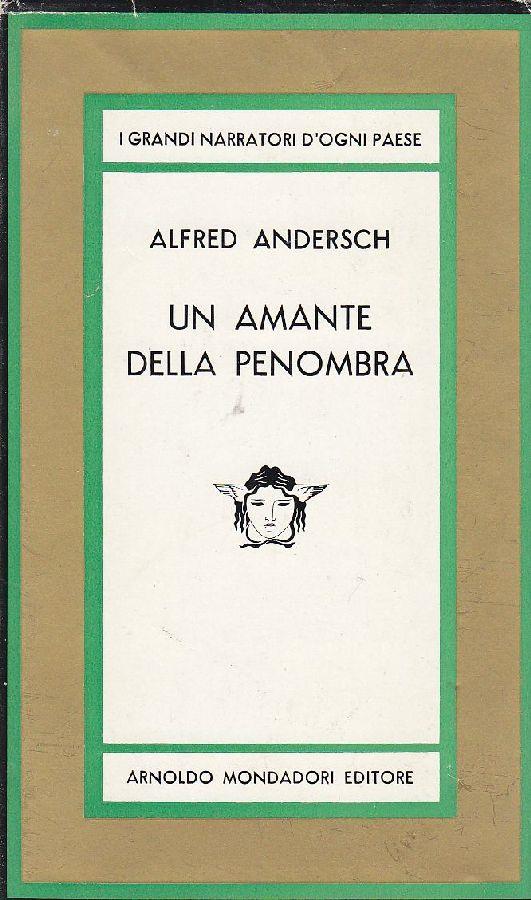 I GRANDI NARRATORI D'OGNI PAESE
ALFRED ANDERSCH
UN AMANTE
DELLA PENOMBRA
ARNOLDO MONDADORI EDITORE